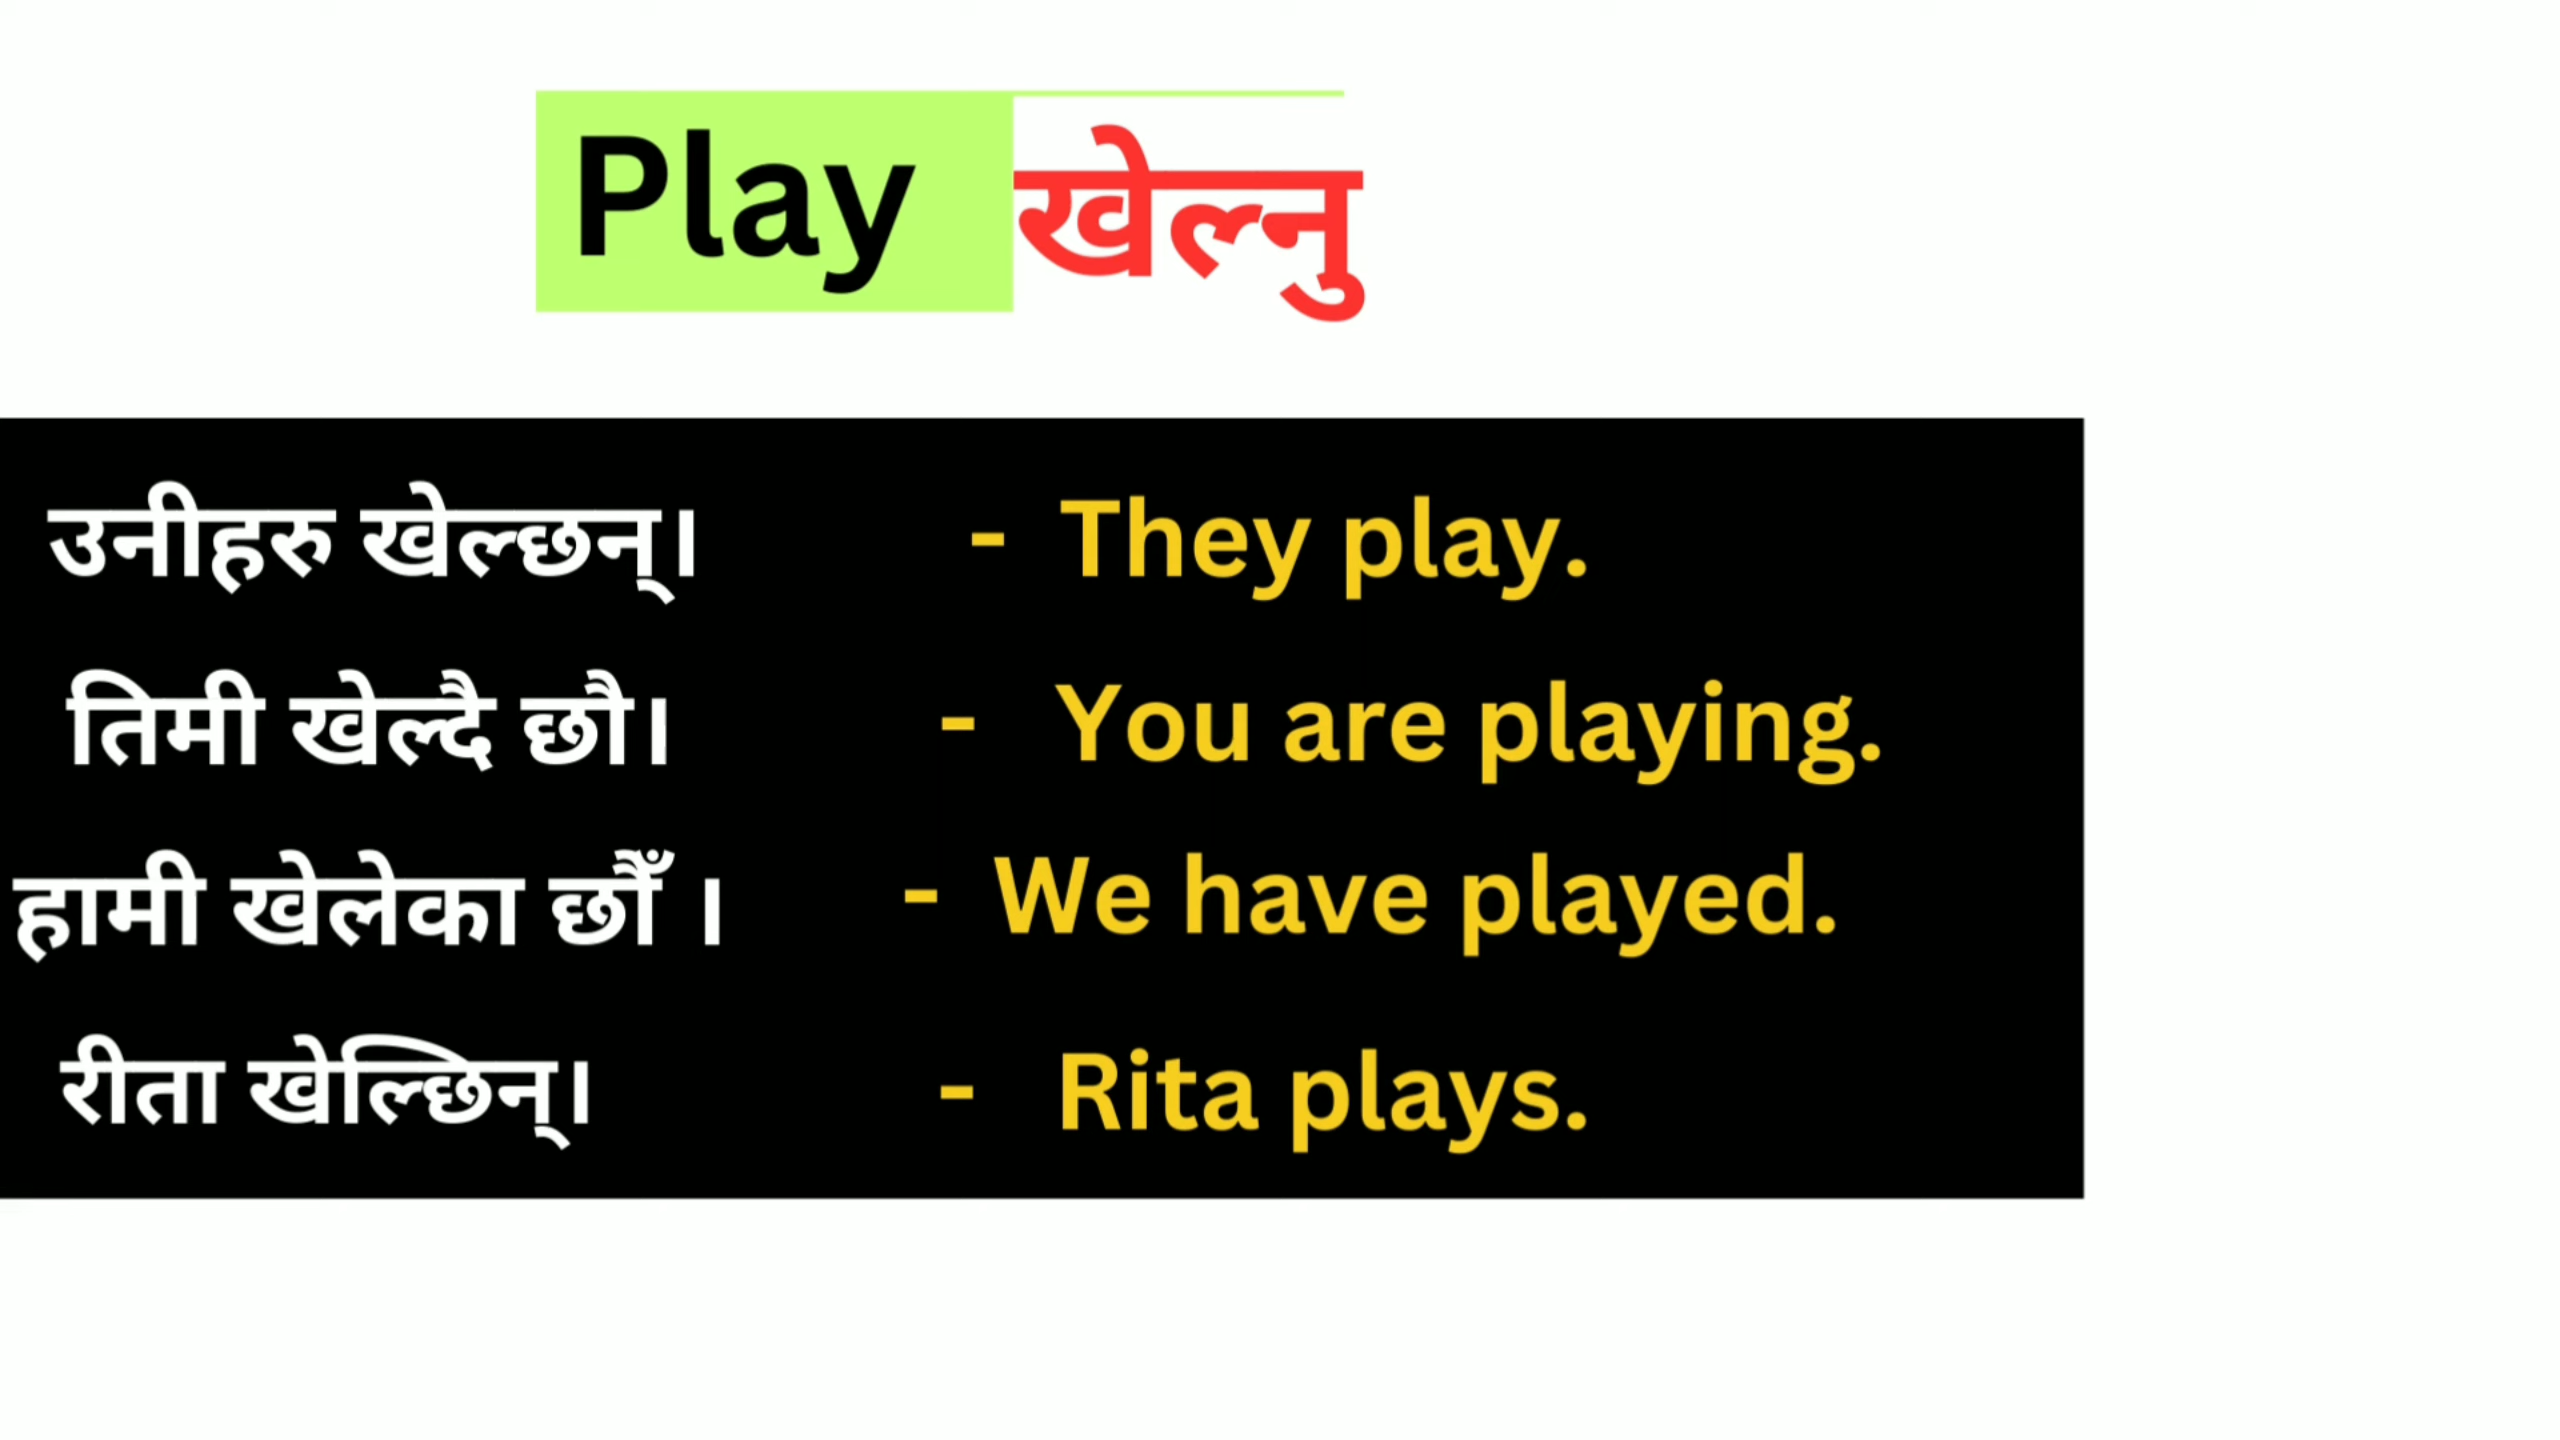 Play खेल्नु
उनीहरु खेल्छन्। - They play.
तिमी खेल्दै छौ। - You are playing.
हामी खेलेका छौँ । - We have played.
रीता खेल्छिन्। - Rita plays.